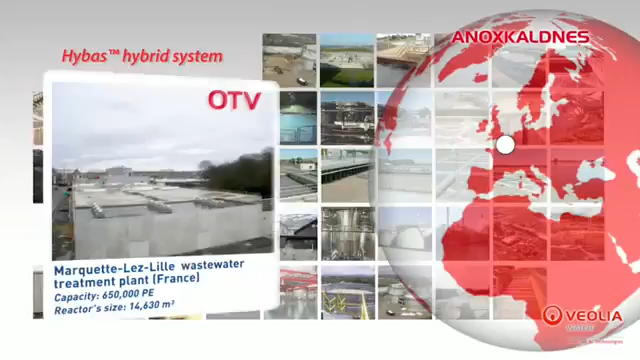 ANOXKALDNES
Hybas™ hybrid system
OTV
Marquette-Lez-Lille wastewater
treatment plant (France)
Capacity: 650,000 PE
Reactor's size: 14,630 m³
VEOLIA
WATER